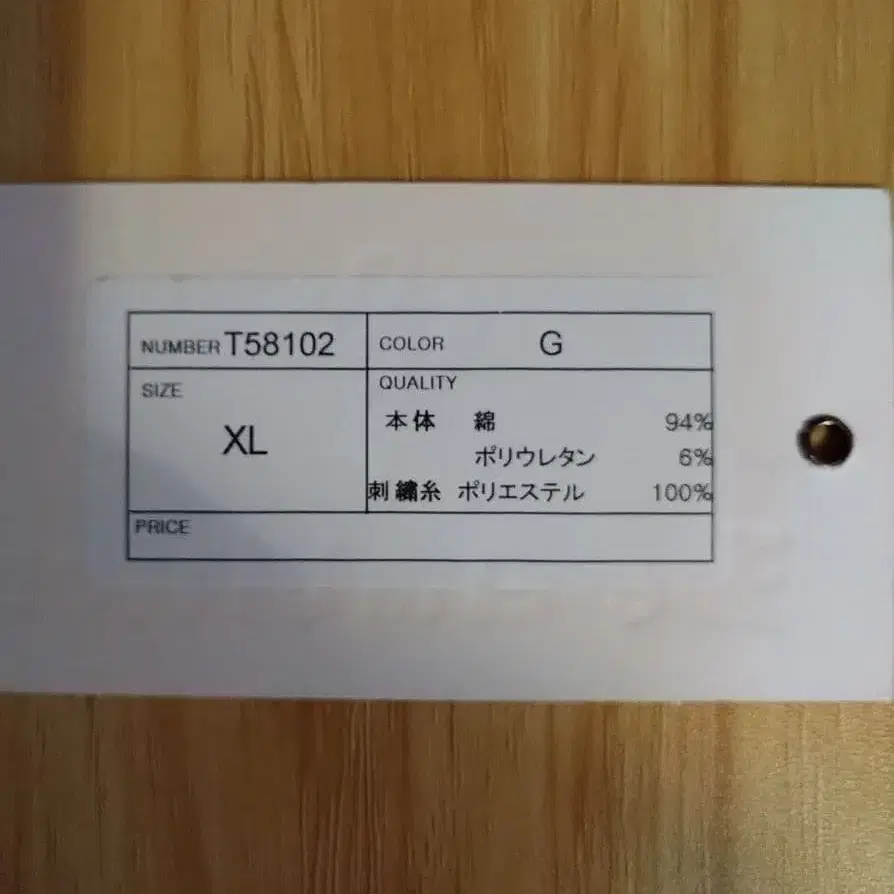 NUMBER T58102 COLOR G
SIZE XL
QUALITY
本体 綿 94%
ポリウレタン 6%
刺繍糸 ポリエステル 100%
PRICE